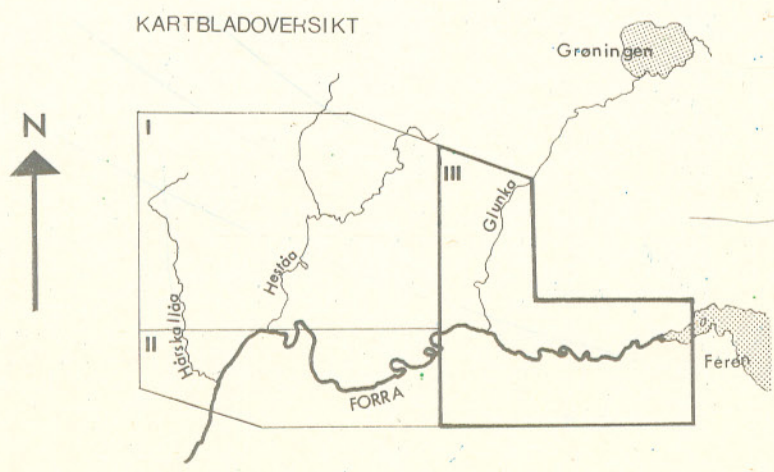 KARTBLADOVERSIKT
Grøningen
N
I
III
Glunka
Heståa
Hårskallåa
II
FORRA
Feren